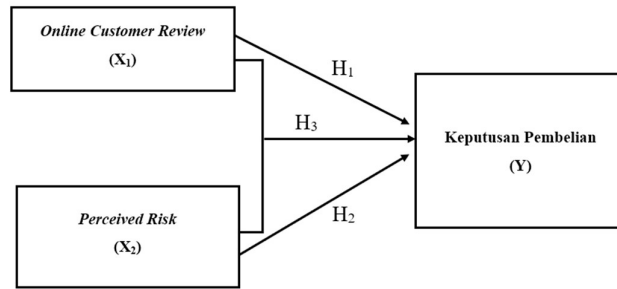 Online Customer Review
(X₁)
H₁
H₃
Keputusan Pembelian
(Y)
Perceived Risk
(X₂)
H₂